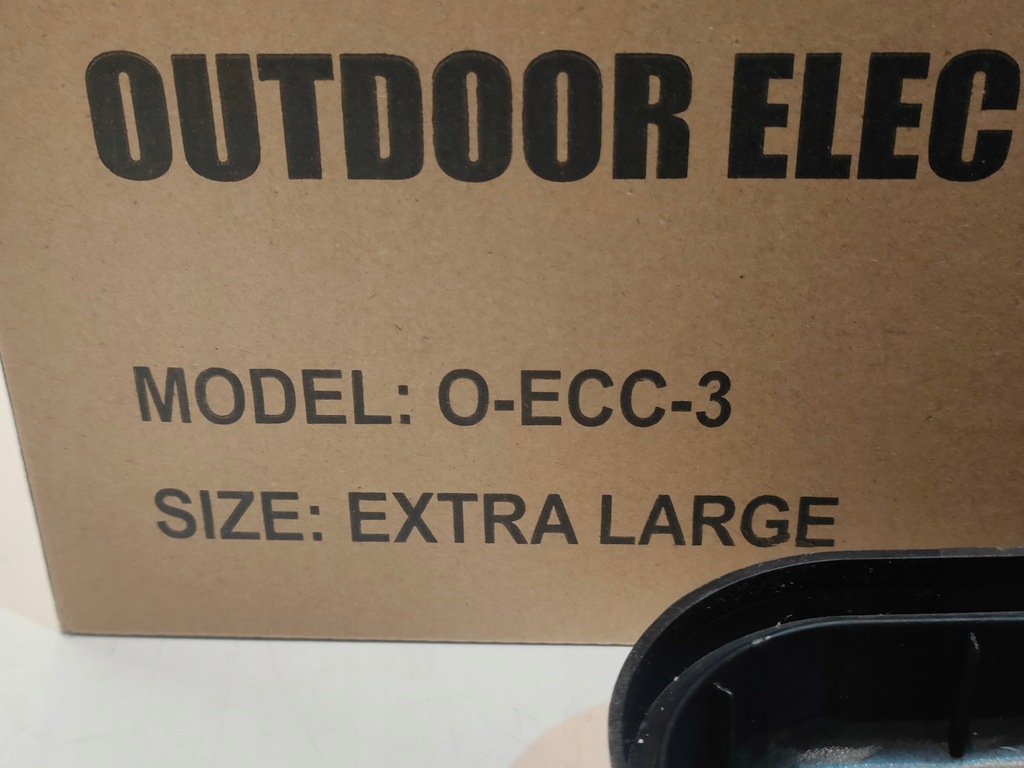 OUTDOOR ELEC
MODEL: O-ECC-3
SIZE: EXTRA LARGE